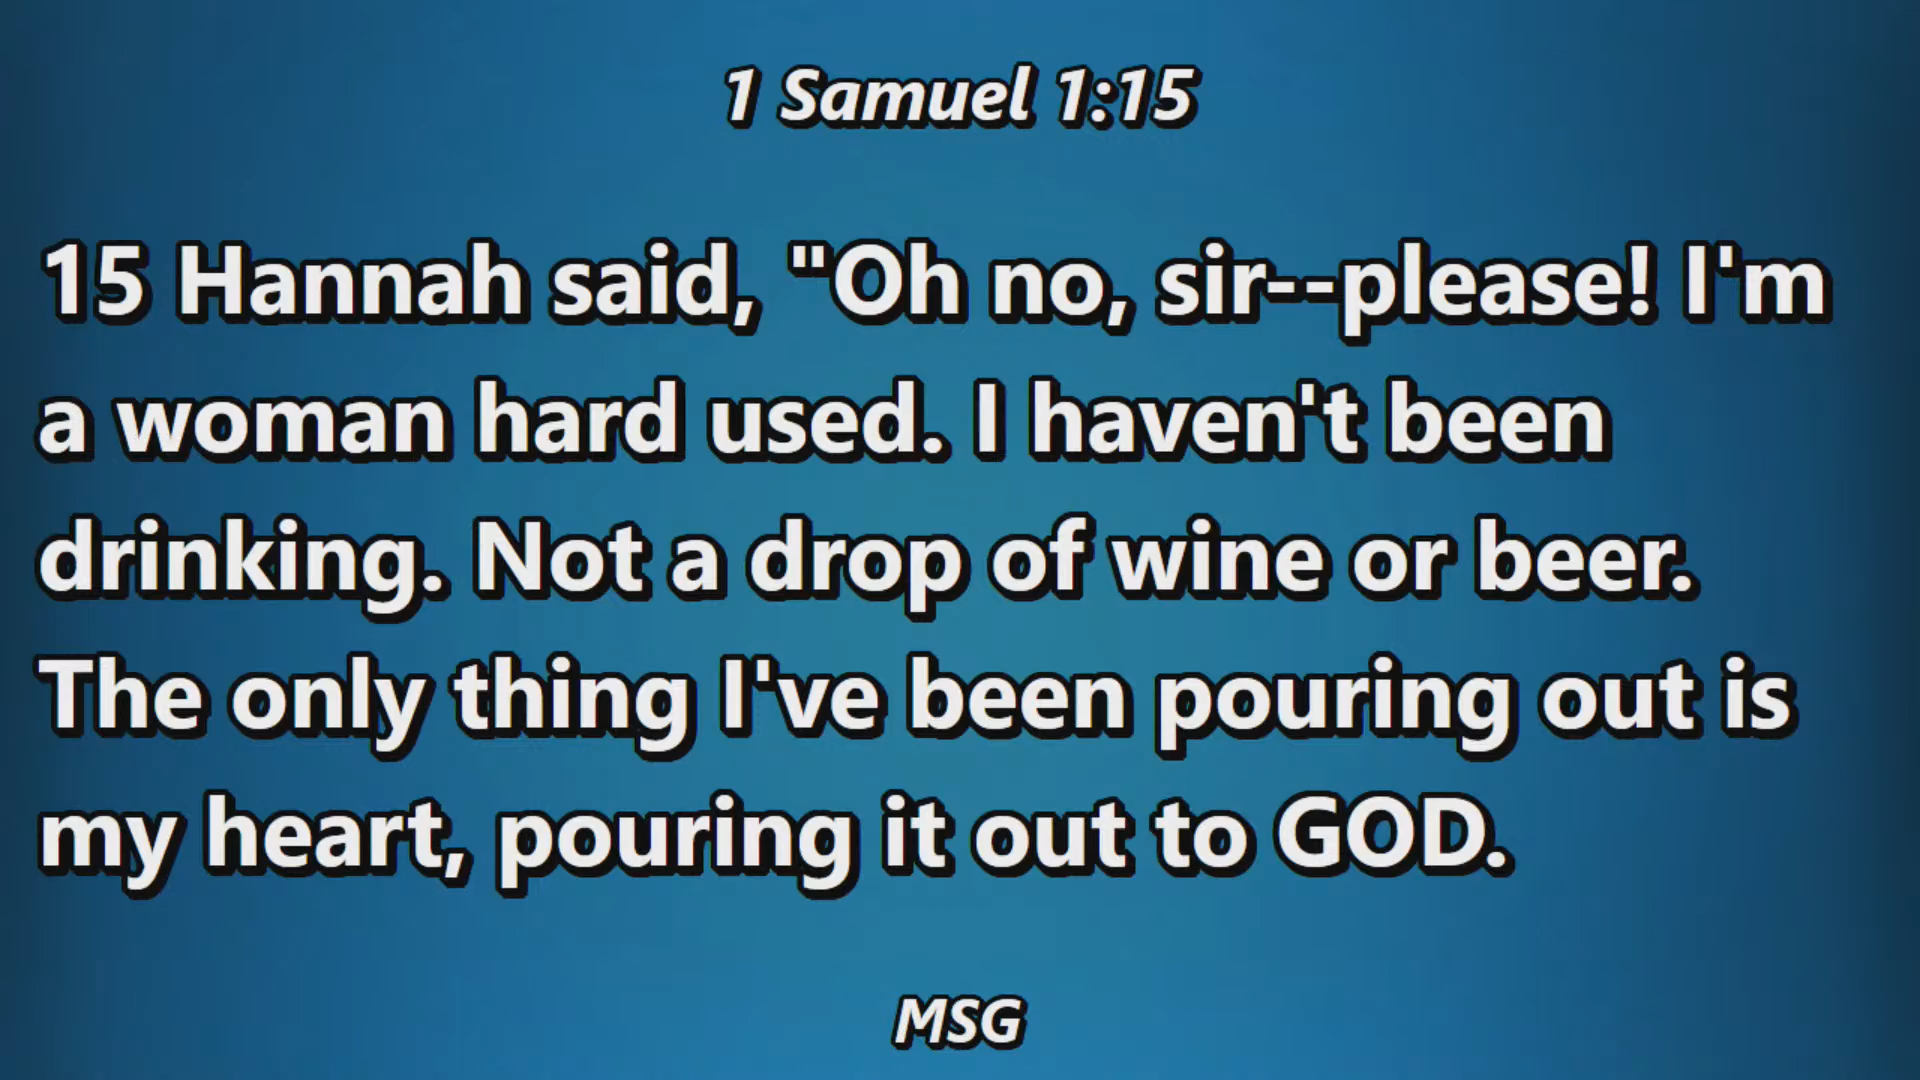 1 Samuel 1:15
15 Hannah said, "Oh no, sir--please! I'm
a woman hard used. I haven't been
drinking. Not a drop of wine or beer.
The only thing I've been pouring out is
my heart, pouring it out to GOD.
MSG